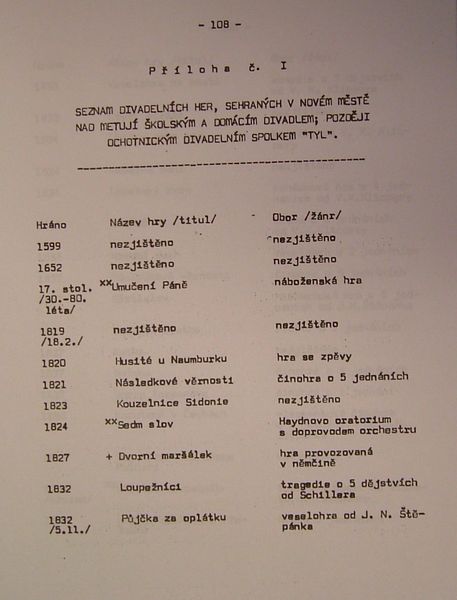 - 108 -
Příloha č. I
SEZNAM DIVADELNÍCH HER, SEHRANÝCH V NOVÉM MĚSTĚ
NAD METUJÍ ŠKOLSKÝM A DOMÁCÍM DIVADLEM; POZDĚJI
OCHOTNICKÝM DIVADELNÍM SPOLKEM "TYL".
Hráno Název hry /titul/ - Obor /žánr/
1599 nezjištěno nezjištěno
1652 nezjištěno nezjištěno
17. stol. xxUmučení Páně náboženská hra
/30.-80.
léta/
1819 nezjištěno nezjištěno
/18.2./
1820 Husité u Naumburku hra se zpěvy
1821 Následkové věrnosti činohra o 5 jednáních
1823 Kouzelnice Sidonie nezjištěno
1824 xxSedm slov Haydnovo oratorium
s doprovodem orchestru
1827 + Dvorní maršálek hra provozovaná
v němčině
1832 Loupežníci tragedie o 5 dějstvích
od Schillera
1832 Půjčka za oplátku veselohra od J. N. Ště-
/5.11./ pánka